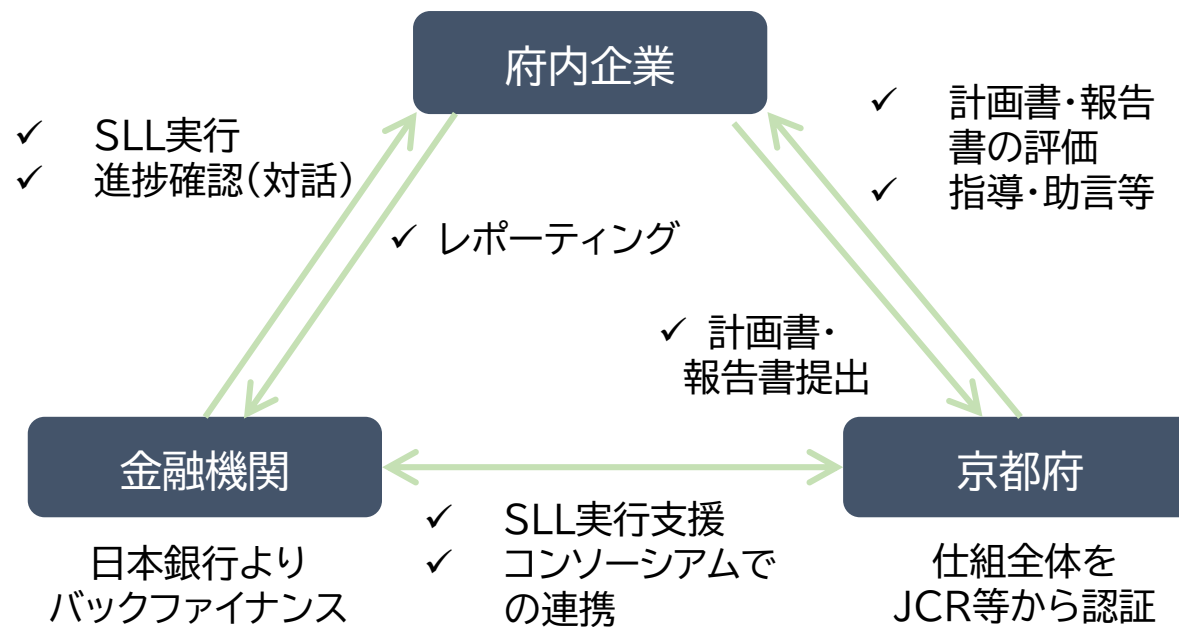 府内企業
✓ SLL実行
✓ 進捗確認(対話)
✓ 計画書・報告
書の評価
✓ 指導・助言等
✓ レポーティング
✓ 計画書・
報告書提出
金融機関
京都府
✓ SLL実行支援
✓ コンソーシアムで
の連携
日本銀行より
バックファイナンス
仕組全体を
JCR等から認証